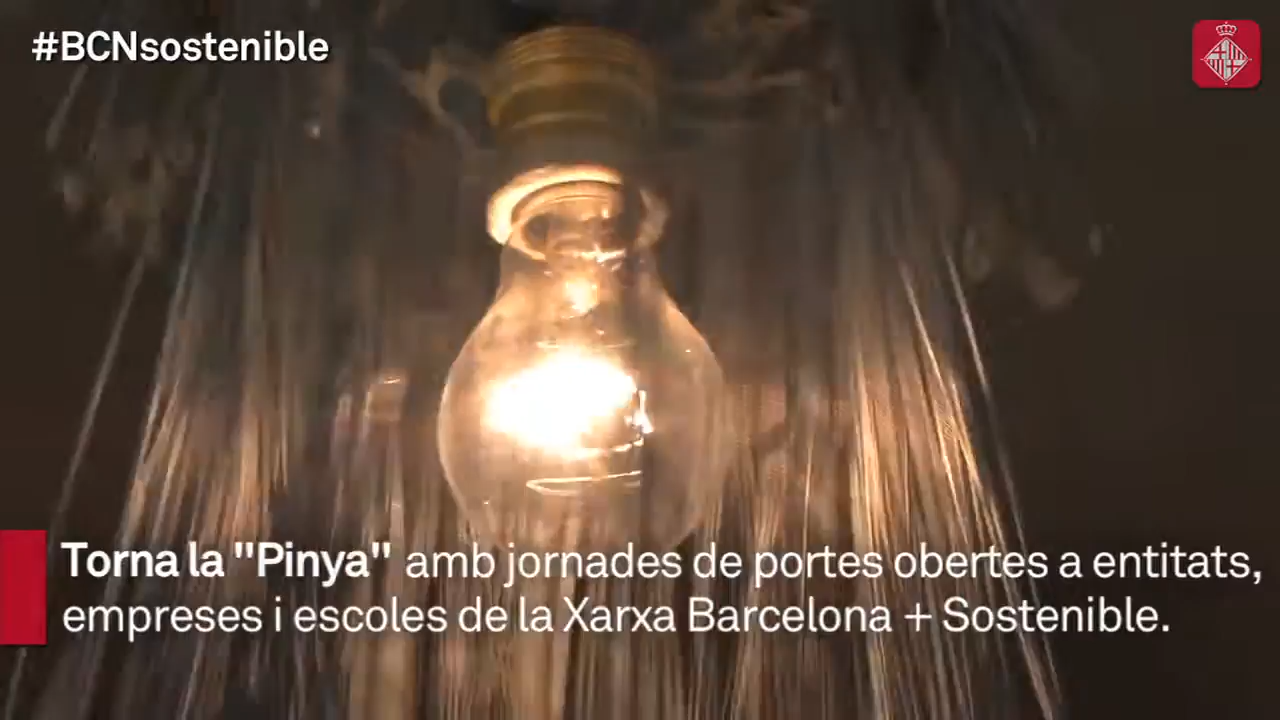 #BCNsostenible
Torna la "Pinya" amb jornades de portes obertes a entitats,
empreses i escoles de la Xarxa Barcelona + Sostenible.